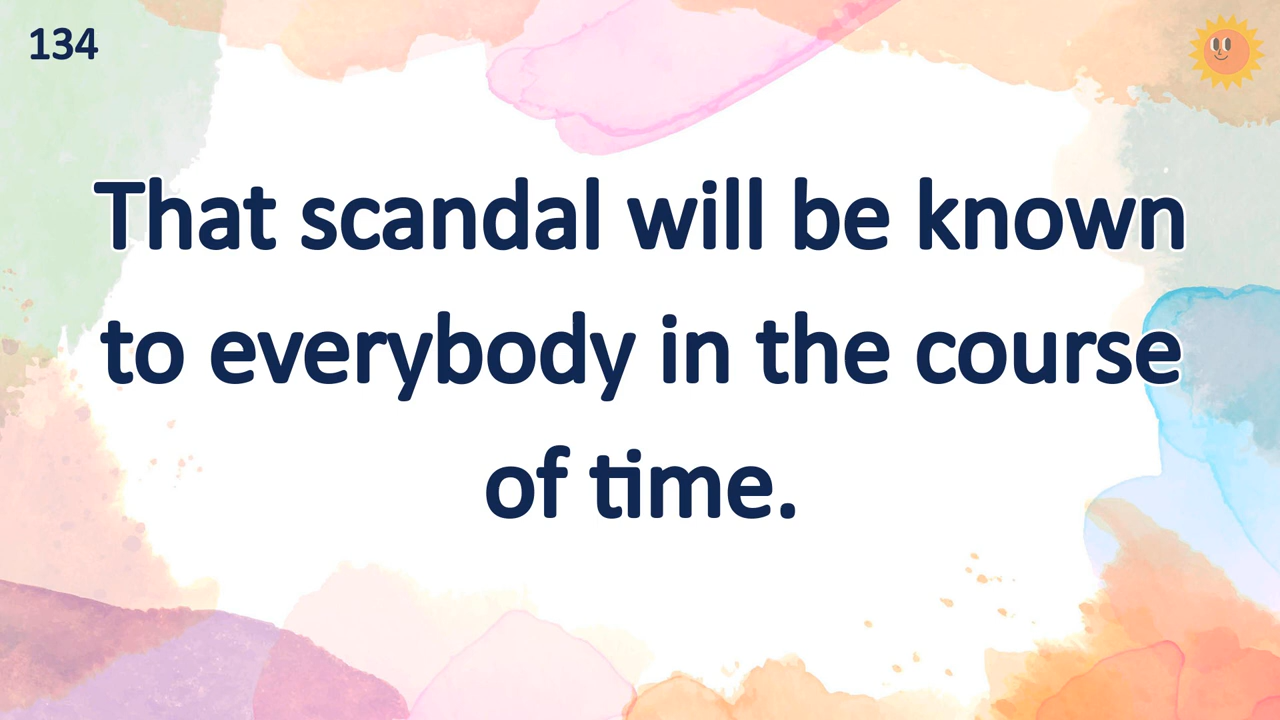 134
That scandal will be known
to everybody in the course
of time.